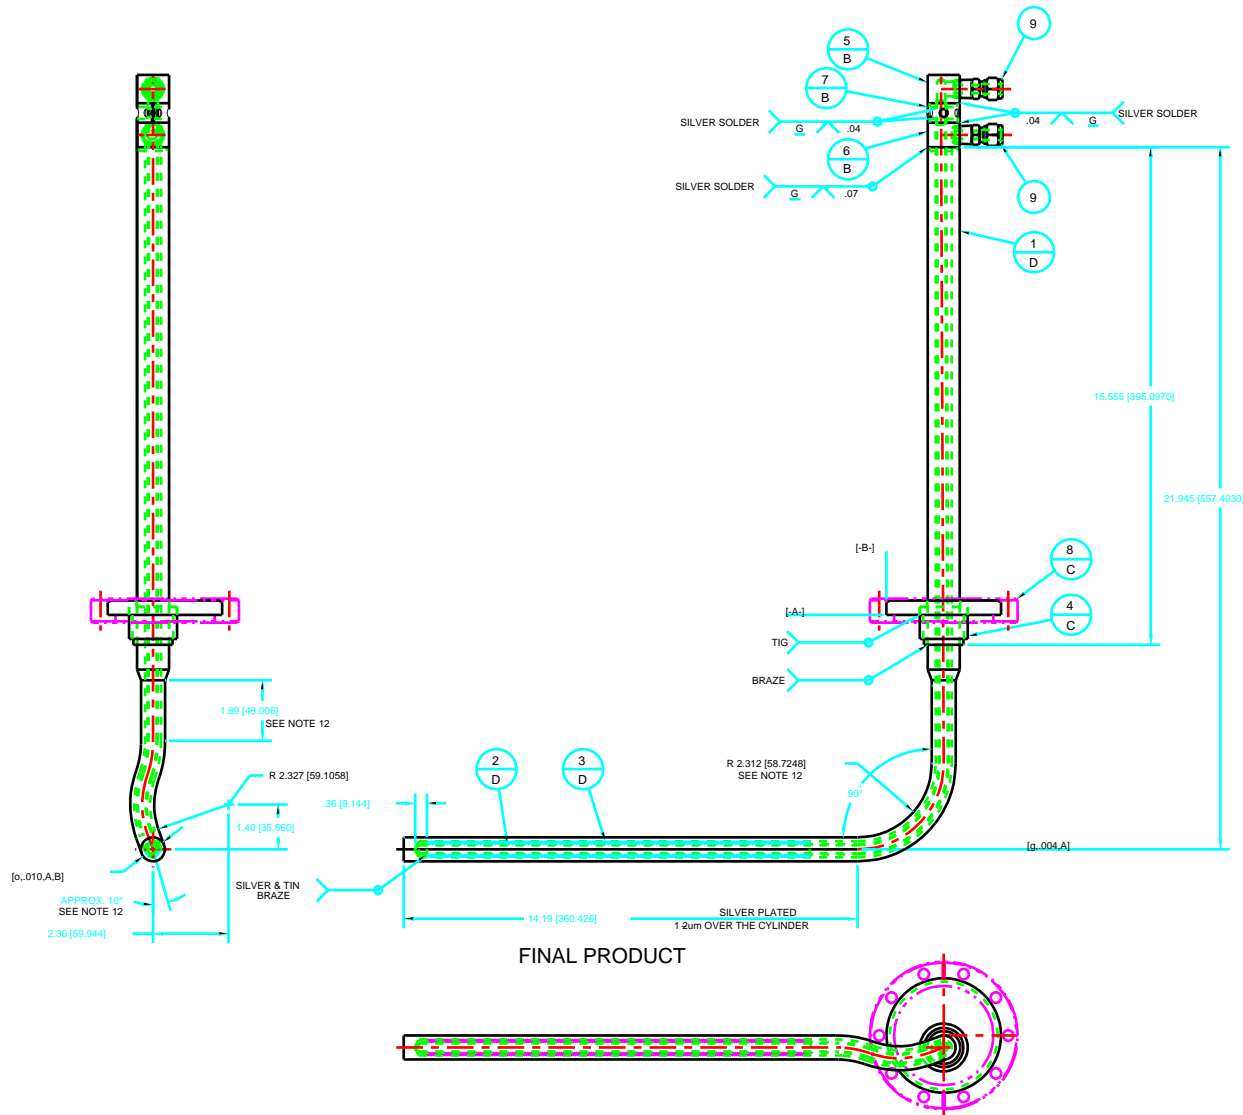 9
5
B
7
B
SILVER SOLDER
G
.04
.04
G
SILVER SOLDER
6
B
SILVER SOLDER
G
.07
9
1
D
15.555 [395.0970]
21.945 [557.4030]
[-B-]
8
C
[-A-]
4
C
TIG
BRAZE
1.89 [48.006]
SEE NOTE 12
R 2.327 [59.1058]
2
D
3
D
R 2.312 [58.7248]
SEE NOTE 12
90°
.36 [9.144]
1.40 [35.560]
[g,.004,A]
[o,.010,A,B]
APPROX. 10°
SEE NOTE 12
2.36 [59.944]
SILVER & TIN
BRAZE
14.19 [360.426]
SILVER PLATED
1-2um OVER THE CYLINDER
FINAL PRODUCT